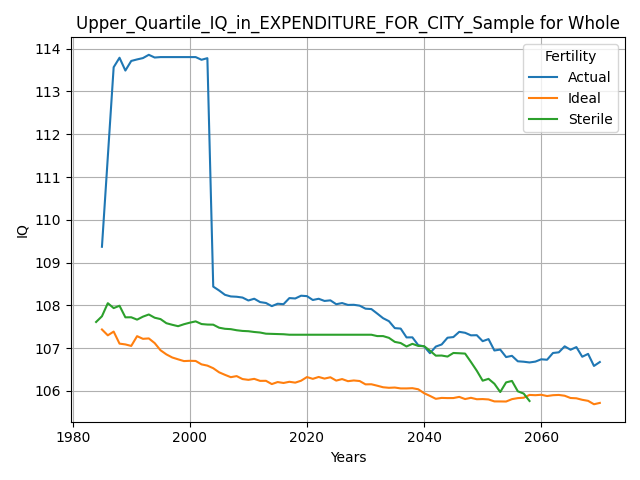 Upper_Quartile_IQ_in_EXPENDITURE_FOR_CITY_Sample for Whole
Fertility
Actual
Ideal
Sterile
IQ
114
113
112
111
110
109
108
107
106
1980 2000 2020 2040 2060
Years